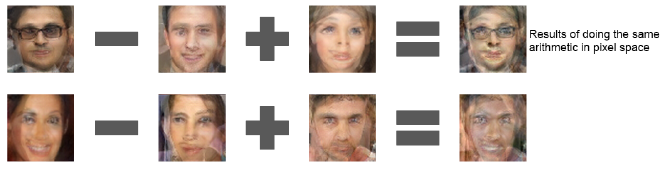 Results of doing the same
arithmetic in pixel space